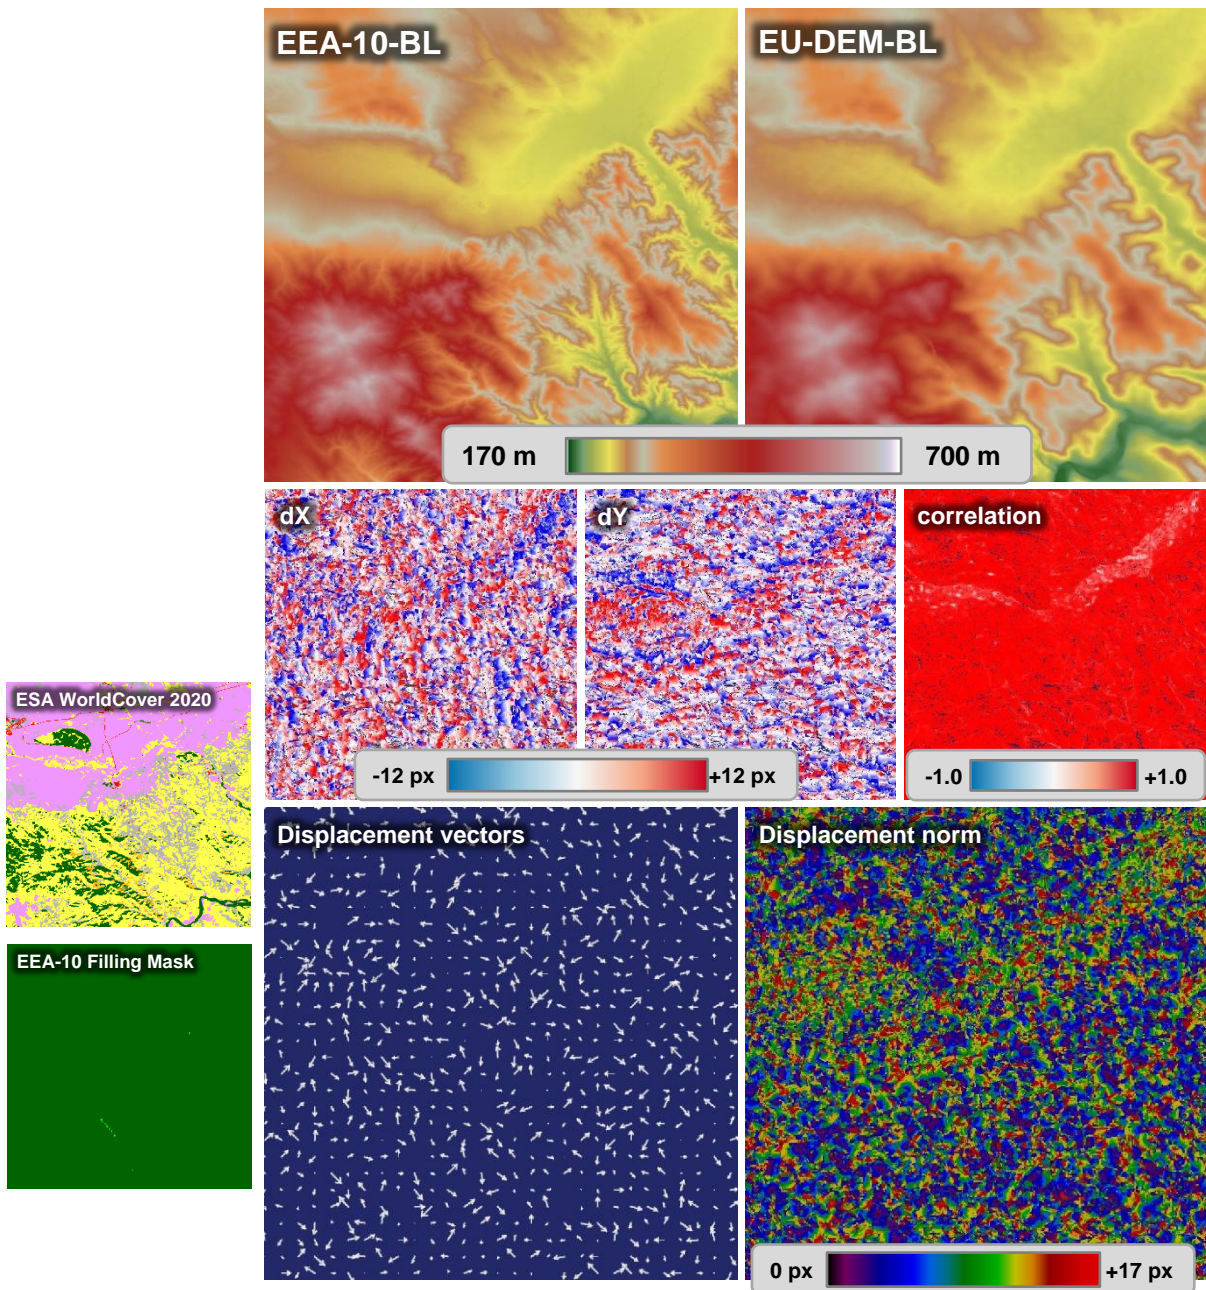 EEA-10-BL
EU-DEM-BL
170 m
700 m
dX
dY
correlation
-12 px
+12 px
-1.0
+1.0
ESA WorldCover 2020
Displacement vectors
Displacement norm
EEA-10 Filling Mask
0 px
+17 px